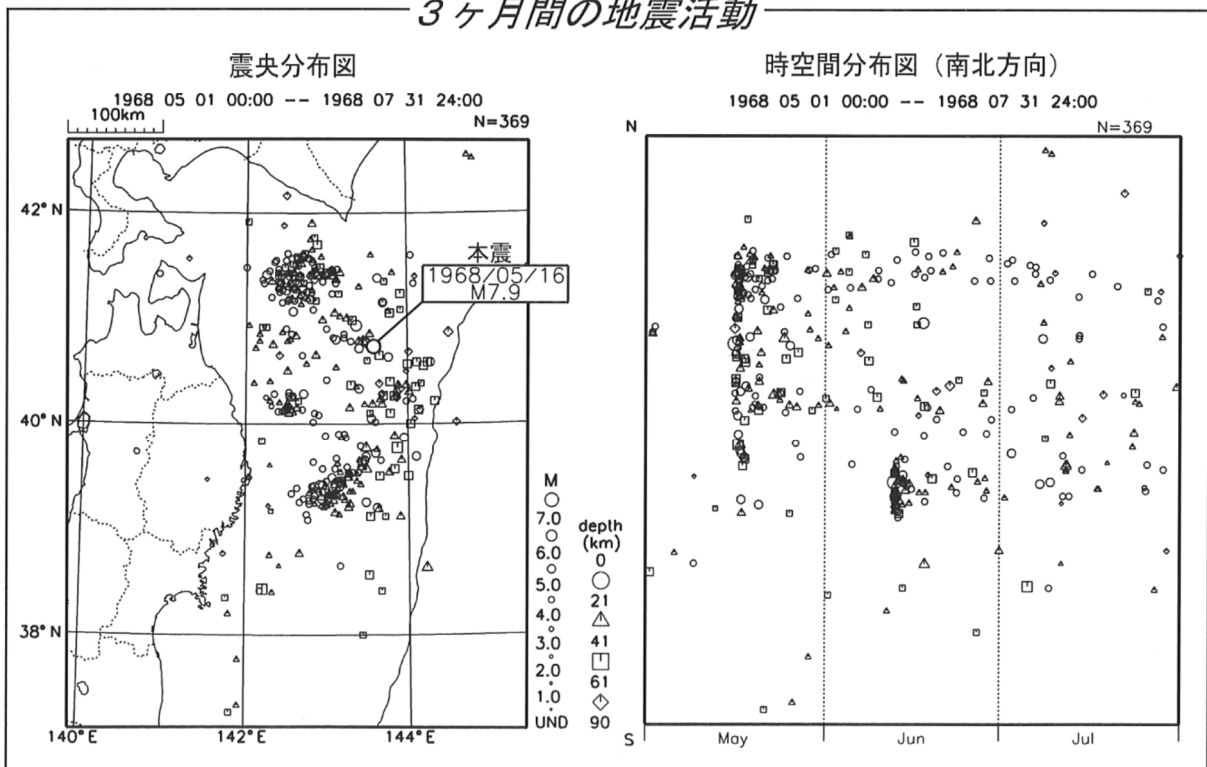 3ヶ月間の地震活動
震央分布図
1968 05 01 00:00 -- 1968 07 31 24:00
100km
N=369
42°N
40°N
38°N
140°E
142°E
144°E
本震
1968/05/16
M7.9
M
7.0
6.0
5.0
4.0
3.0
2.0
1.0
UND
depth
(km)
0
21
41
61
90
時空間分布図（南北方向）
1968 05 01 00:00 -- 1968 07 31 24:00
N
N=369
S
May
Jun
Jul